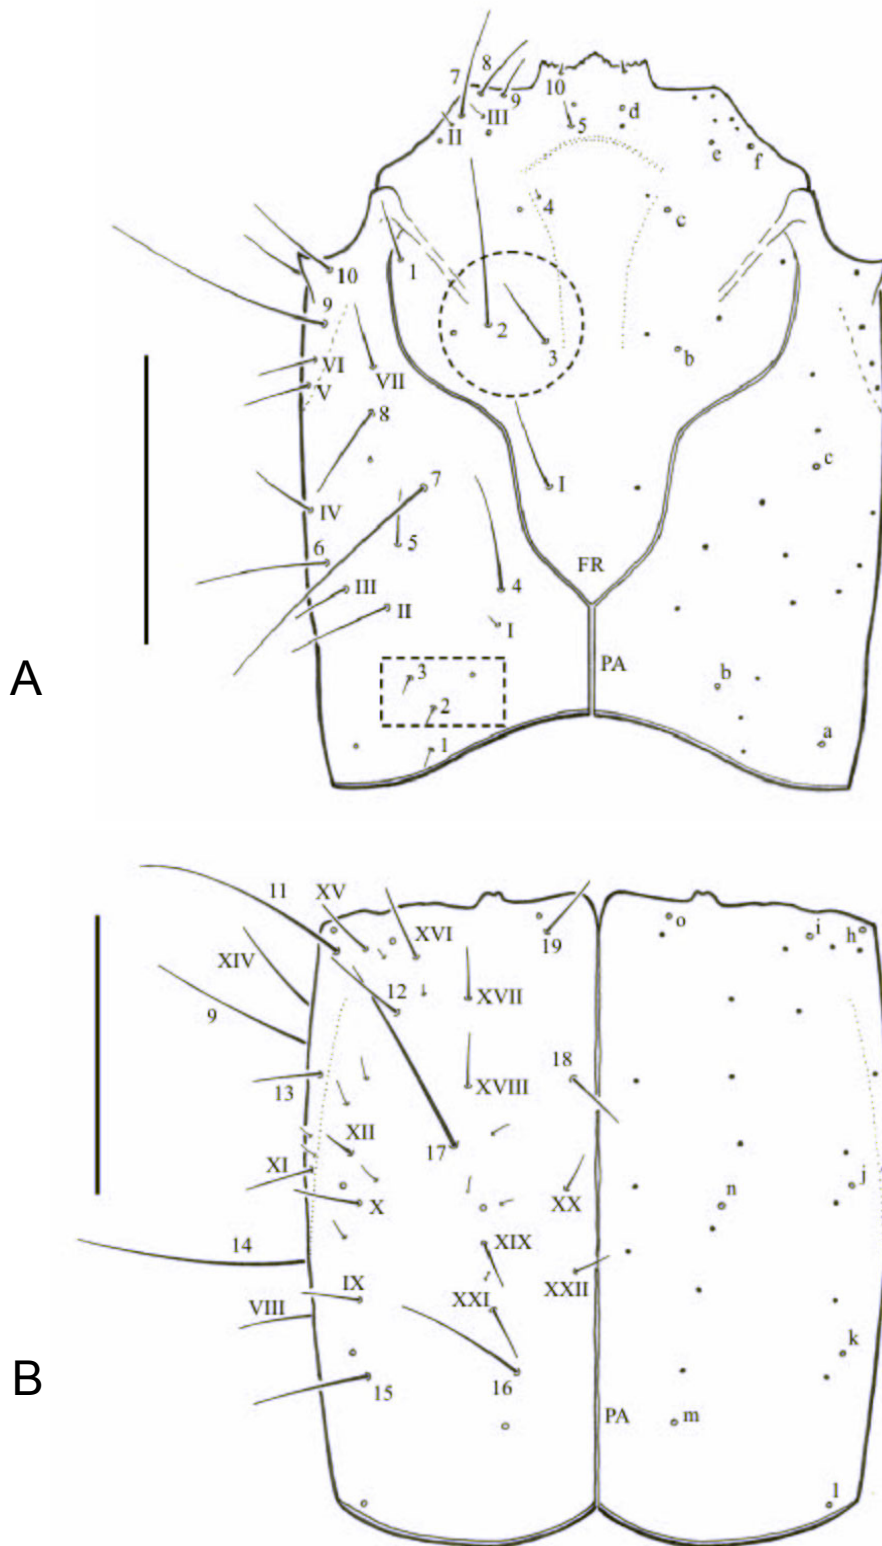 7
8
9
10
II
III
5
d
e
f
4
c
10
1
9
2
3
b
VI
VII
V
8
c
7
I
IV
5
6
FR
III
4
II
I
A
PA
3
b
2
a
1
11
XV
XVI
19
o
i
h
XIV
12
XVII
9
18
13
XVIII
XII
17
XI
X
XX
n
j
14
XIX
IX
XXI
XXII
VIII
k
B
15
16
PA
m
l